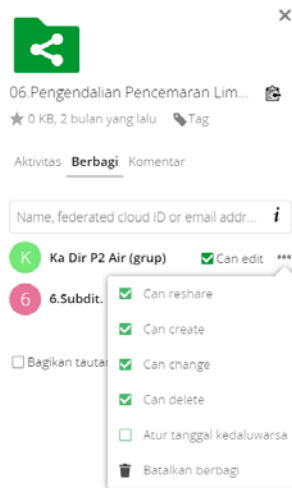 06.Pengendalian Pencemaran Lim...
0 KB, 2 bulan yang lalu Tag
Aktivitas Berbagi Komentar
Name, federated cloud ID or email addr... i
K Ka Dir P2 Air (grup) Can edit
6 6.Subdit.
Can reshare
Can create
Bagikan tautan
Can change
Can delete
Atur tanggal kedaluwarsa
Batalkan berbagi